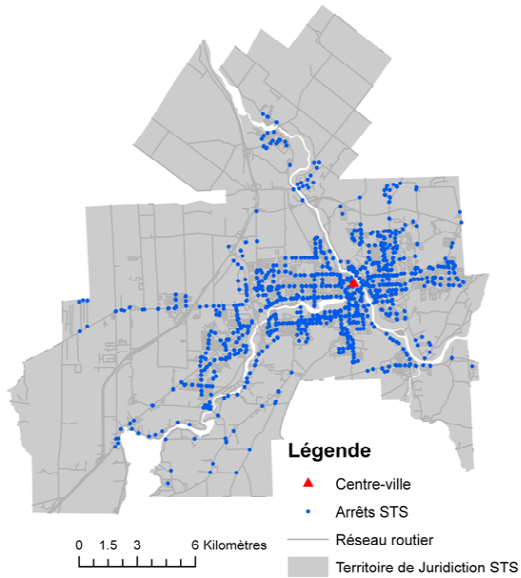 Légende
Centre-ville
Arrêts STS
Réseau routier
Territoire de Juridiction STS
0 1.5 3 6 Kilomètres